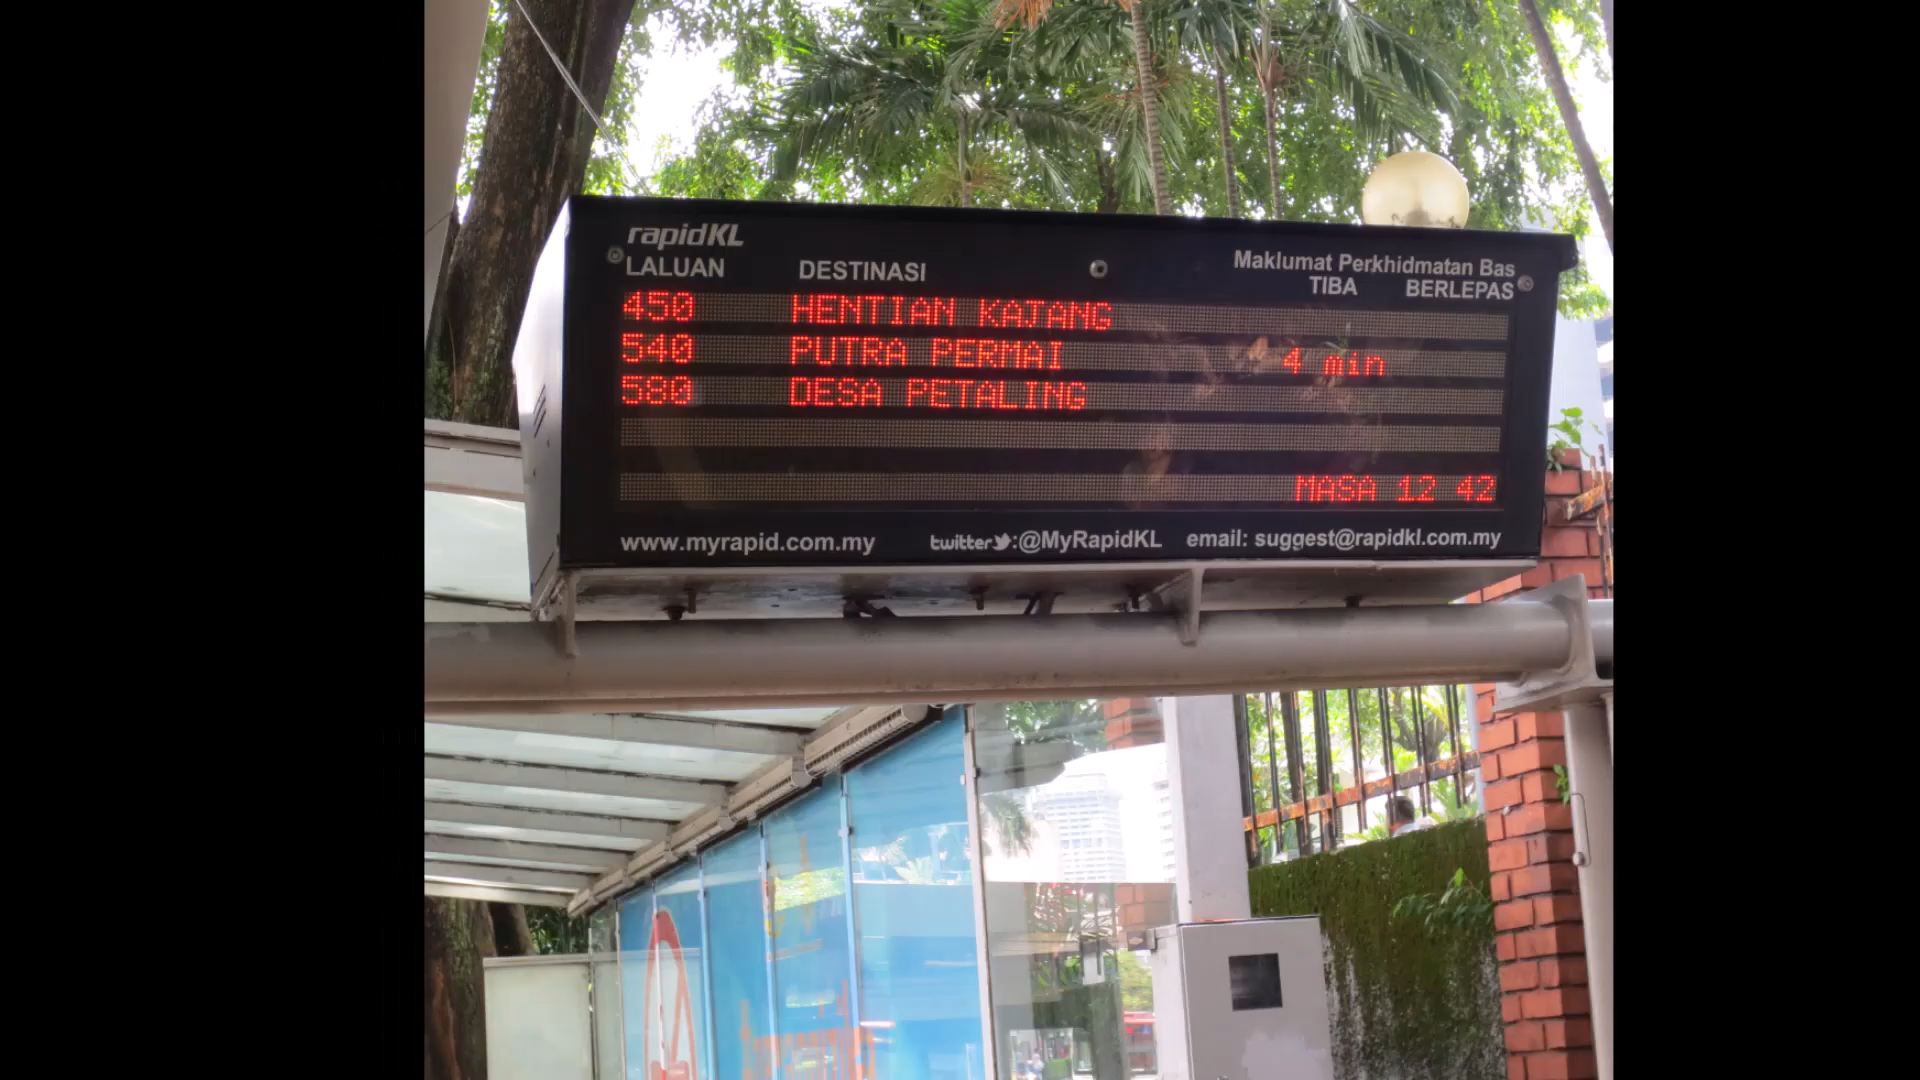 rapidKL
Maklumat Perkhidmatan Bas
LALUAN DESTINASI TIBA BERLEPAS
450 HENTIAN KAJANG
540 PUTRA PERMAI 4 min
580 DESA PETALING
MASA 12 42
www.myrapid.com.my twitter:@MyRapidKL email: suggest@rapidkl.com.my